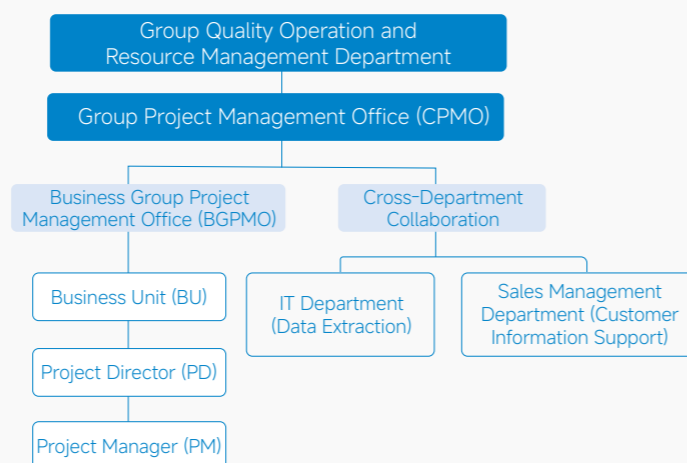 Group Quality Operation and
Resource Management Department
Group Project Management Office (CPMO)
Business Group Project
Management Office (BGPMO)
Cross-Department
Collaboration
Business Unit (BU)
IT Department
(Data Extraction)
Sales Management
Department (Customer
Information Support)
Project Director (PD)
Project Manager (PM)